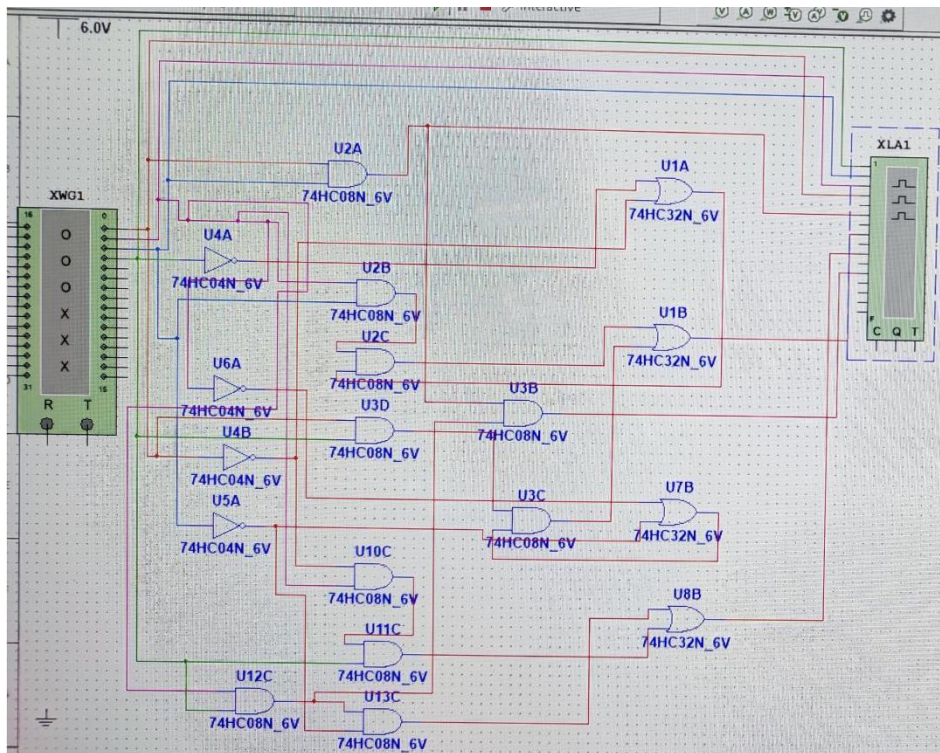 Interactive
6.0V
XWG1
16
0
O
O
O
X
X
X
31
15
R
T
U2A
74HC08N_6V
U4A
74HC04N_6V
U2B
74HC08N_6V
U2C
74HC08N_6V
U6A
74HC04N_6V
U3D
74HC08N_6V
U4B
74HC04N_6V
U5A
74HC04N_6V
U10C
74HC08N_6V
U11C
74HC08N_6V
U12C
74HC08N_6V
U13C
74HC08N_6V
U1A
74HC32N_6V
U1B
74HC32N_6V
U3B
74HC08N_6V
U3C
74HC08N_6V
U7B
74HC32N_6V
U8B
74HC32N_6V
XLA1
1
F
C Q T